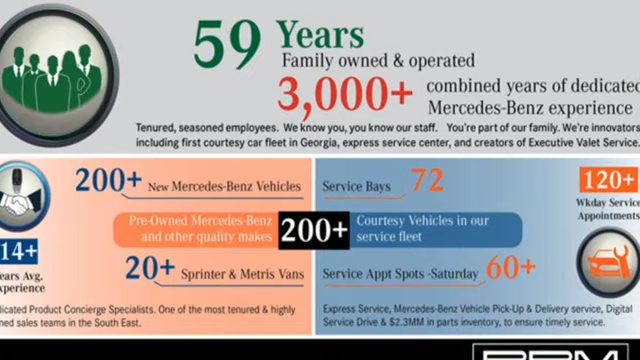 59 Years
Family owned & operated
3,000+ combined years of dedicated
Mercedes-Benz experience
Tenured, seasoned employees. We know you, you know our staff. You're part of our family. We're innovators
including first courtesy car fleet in Georgia, express service center, and creators of Executive Valet Service.
200+ New Mercedes-Benz Vehicles
Service Bays 72
120+
Wkday Service
Appointments
Pre-Owned Mercedes-Benz
and other quality makes
200+
Courtesy Vehicles in our
service fleet
14+
ears Avg.
xperience
20+ Sprinter & Metris Vans
Service Appt Spots -Saturday 60+
dicated Product Concierge Specialists. One of the most tenured & highly
ned sales teams in the South East.
Express Service, Mercedes-Benz Vehicle Pick-Up & Delivery service, Digital
Service Drive & $2.3MM in parts inventory, to ensure timely service.